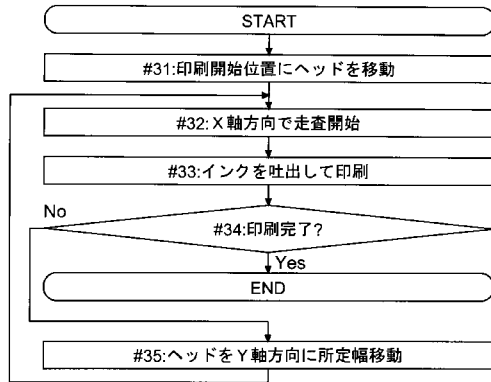 START
#31:印刷開始位置にヘッドを移動
#32:X軸方向で走査開始
#33:インクを吐出して印刷
No
#34:印刷完了?
Yes
END
#35:ヘッドをY軸方向に所定幅移動